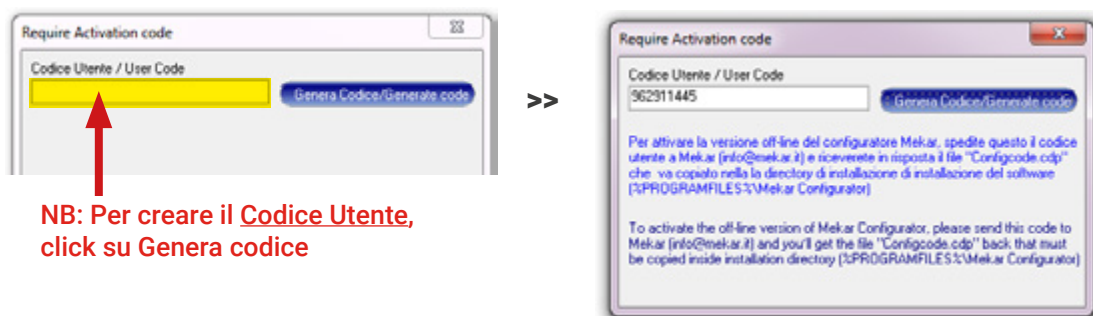 Require Activation code
Codice Utente / User Code
Genera Codice/Generate code
NB: Per creare il Codice Utente,
click su Genera codice
>>
Require Activation code
Codice Utente / User Code
962911445
Genera Codice/Generate code
Per attivare la versione off-line del configuratore Mekar, spedite questo il codice
utente a Mekar (info@mekar.it) e riceverete in risposta il file "Configcode.cdp"
che va copiato nella la directory di installazione di installazione del software
(%PROGRAMFILES%\Mekar Configurator)
To activate the off-line version of Mekar Configurator, please send this code to
Mekar (info@mekar.it) and you'll get the file "Configcode.cdp" back that must
be copied inside installation directory (%PROGRAMFILES%\Mekar Configurator)